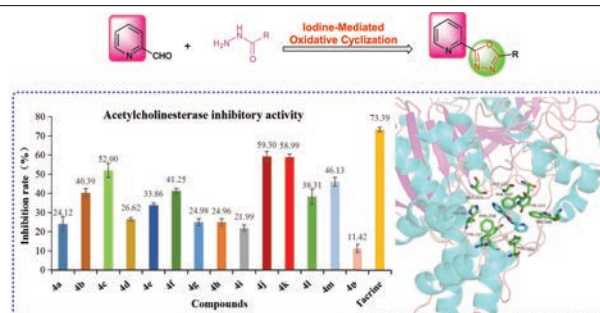 Iodine-Mediated
Oxidative Cyclization
N
CHO
+
H₂N
N
H
R
O
N
O
N
N
R
Acetylcholinesterase inhibitory activity
Inhibition rate (%)
80
70
60
50
40
30
20
10
0
24.12
40.39
52.00
26.62
33.86
41.25
24.98
24.96
21.99
59.30
58.99
38.31
46.13
11.42
73.39
4a
4b
4c
4d
4e
4f
4g
4h
4i
4j
4k
4l
4m
4o
Tacrine
Compounds